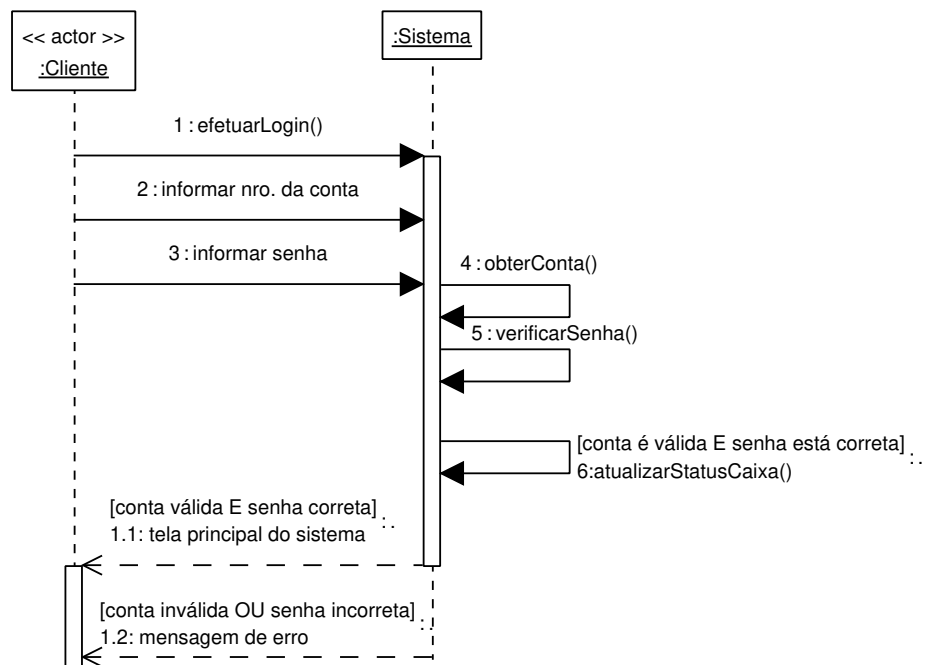 << actor >>
:Cliente
:Sistema
1 : efetuarLogin()
2 : informar nro. da conta
3 : informar senha
4 : obterConta()
5 : verificarSenha()
[conta é válida E senha está correta]
6:atualizarStatusCaixa()
[conta válida E senha correta]
1.1: tela principal do sistema
[conta inválida OU senha incorreta]
1.2: mensagem de erro